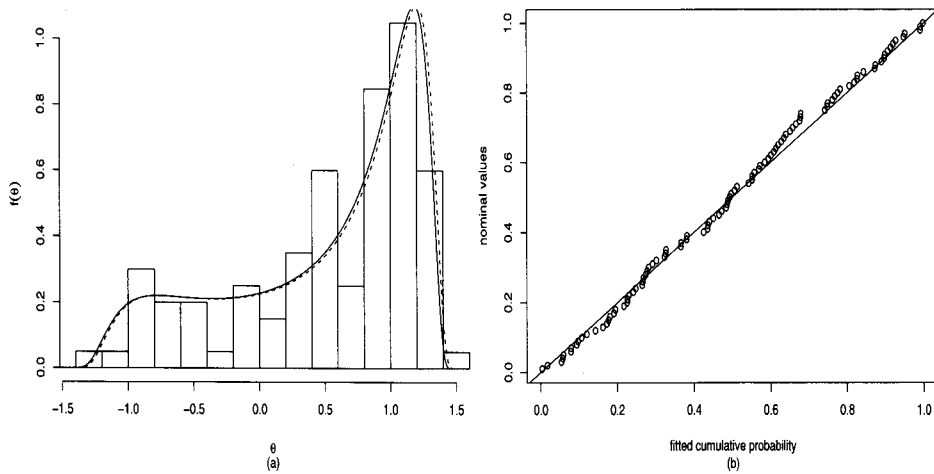 f(θ)
1.0
0.8
0.6
0.4
0.2
0.0
−1.5 −1.0 −0.5 0.0 0.5 1.0 1.5
θ
(a)
nominal values
1.0
0.8
0.6
0.4
0.2
0.0
0.0 0.2 0.4 0.6 0.8 1.0
fitted cumulative probability
(b)